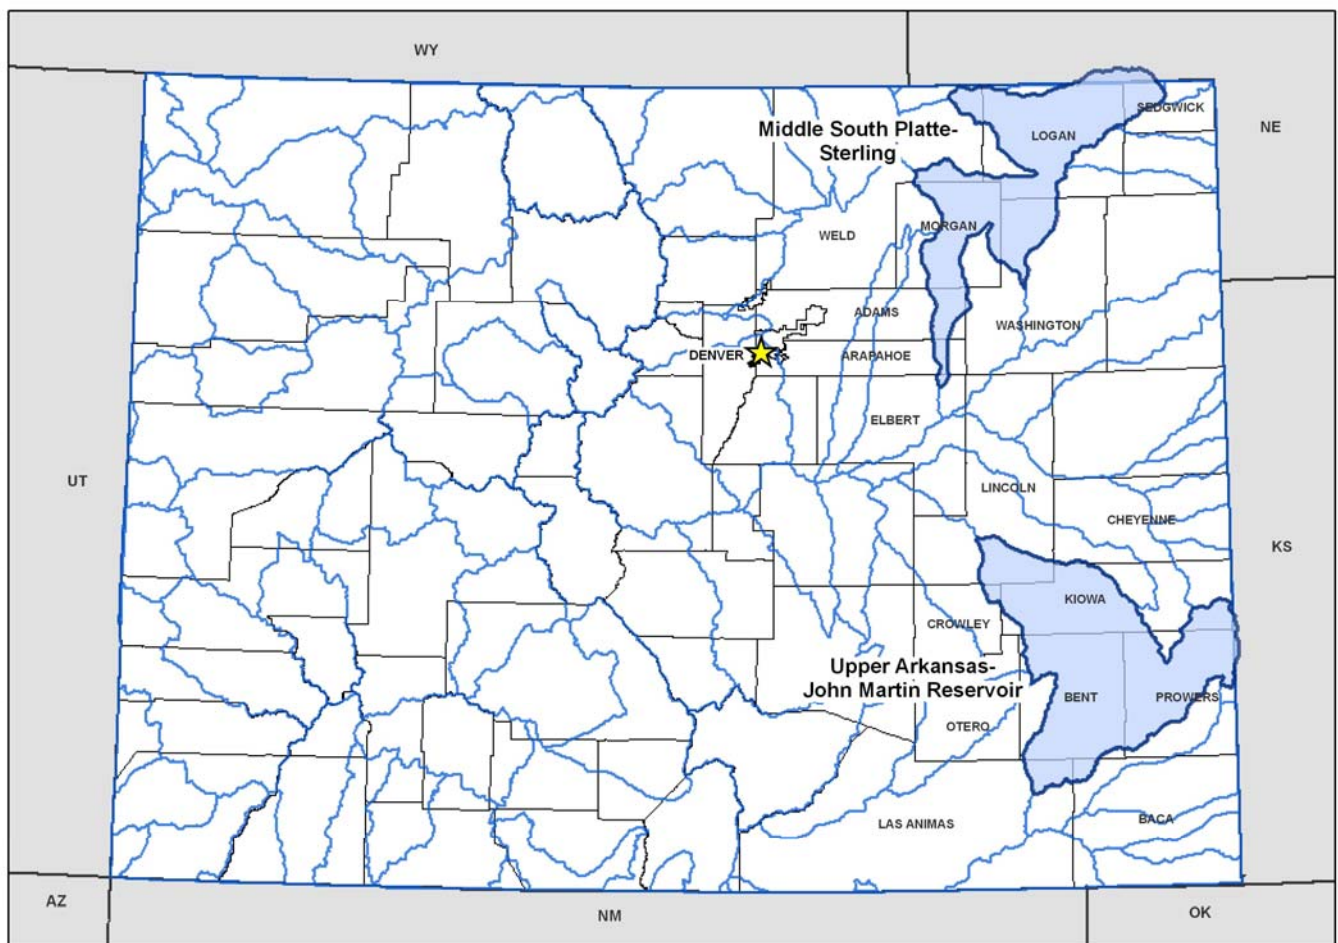 WY
SEDGWICK
NE
Middle South Platte-
Sterling
LOGAN
MORGAN
WELD
ADAMS
WASHINGTON
DENVER
ARAPAHOE
ELBERT
UT
LINCOLN
CHEYENNE
KS
KIOWA
CROWLEY
Upper Arkansas-
John Martin Reservoir
BENT
PROWERS
OTERO
LAS ANIMAS
BACA
AZ
NM
OK